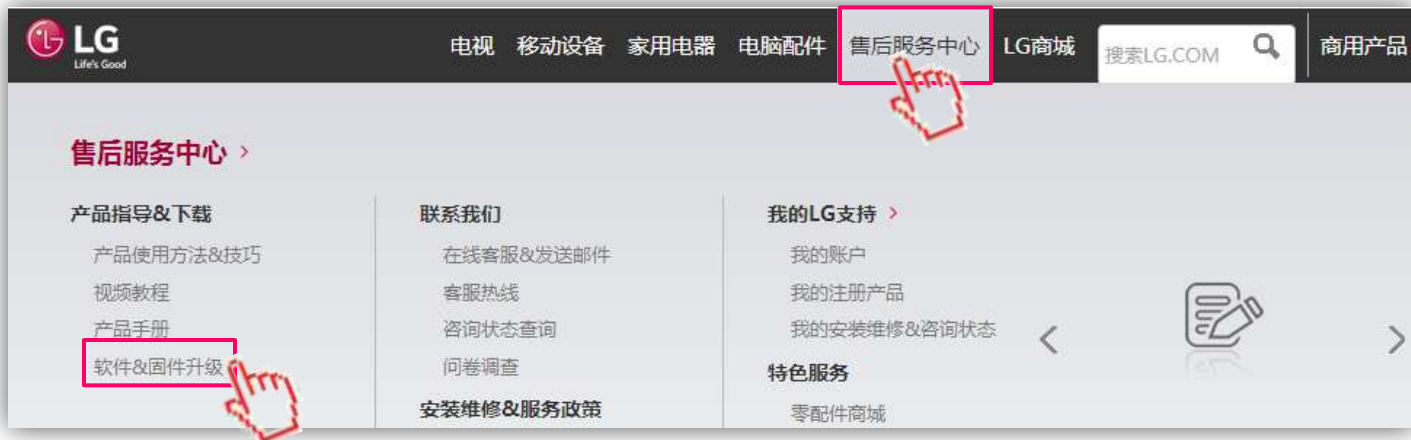 LG
Life's Good
电视 移动设备 家用电器 电脑配件 售后服务中心 LG商城 搜索LG.COM 商用产品
售后服务中心 >
产品指导&下载
产品使用方法&技巧
视频教程
产品手册
软件&固件升级
联系我们
在线客服&发送邮件
客服热线
咨询状态查询
问卷调查
安装维修&服务政策
我的LG支持 >
我的账户
我的注册产品
我的安装维修&咨询状态
特色服务
零配件商城